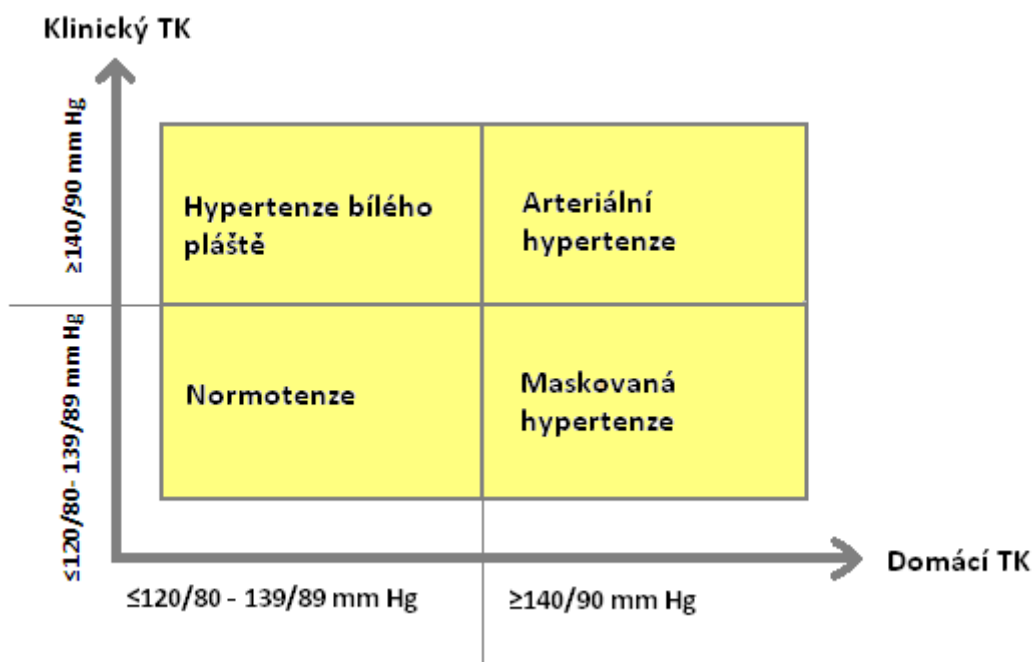 Klinický TK
≥140/90 mm Hg
≤120/80- 139/89 mm Hg
Hypertenze bílého
pláště
Arteriální
hypertenze
Normotenze
Maskovaná
hypertenze
Domácí TK
≤120/80 - 139/89 mm Hg
≥140/90 mm Hg